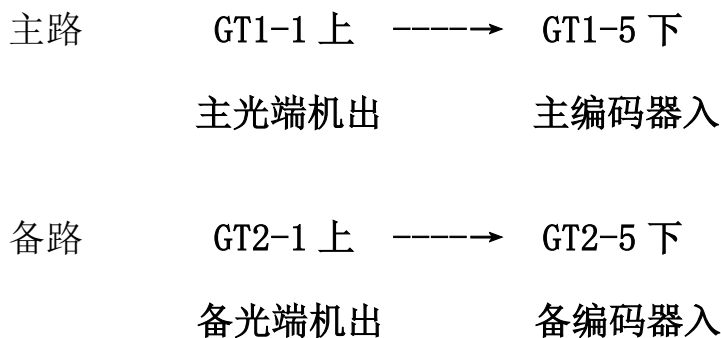 主路 GT1-1 上 ----→ GT1-5 下
主光端机出 主编码器入
备路 GT2-1 上 ----→ GT2-5 下
备光端机出 备编码器入